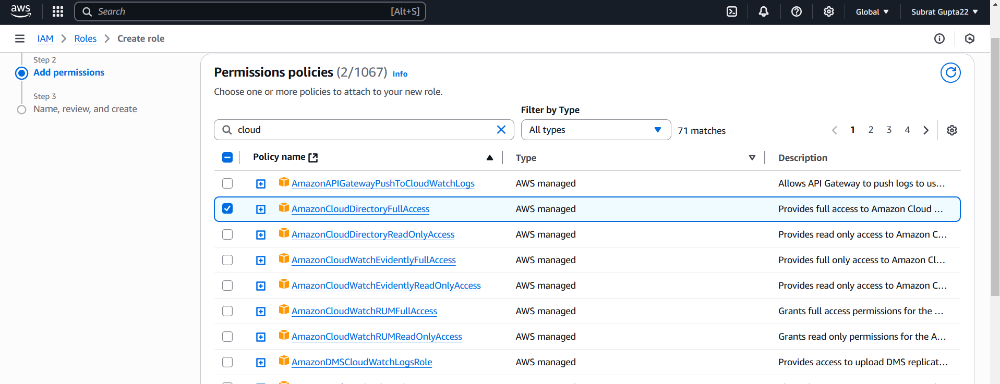 aws Search [Alt+S] Global Subrat Gupta22
IAM Roles Create role
Step 2
Add permissions
Step 3
Name, review, and create
Permissions policies (2/1067) Info
Choose one or more policies to attach to your new role.
Filter by Type
cloud All types 71 matches 1 2 3 4
Policy name Type Description
AmazonAPIGatewayPushToCloudWatchLogs AWS managed Allows API Gateway to push logs to us...
AmazonCloudDirectoryFullAccess AWS managed Provides full access to Amazon Cloud ...
AmazonCloudDirectoryReadOnlyAccess AWS managed Provides read only access to Amazon C...
AmazonCloudWatchEvidentlyFullAccess AWS managed Provides full only access to Amazon Cl...
AmazonCloudWatchEvidentlyReadOnlyAccess AWS managed Provides read only access to Amazon C...
AmazonCloudWatchRUMFullAccess AWS managed Grants full access permissions for the ...
AmazonCloudWatchRUMReadOnlyAccess AWS managed Grants read only permissions for the A...
AmazonDMSCloudWatchLogsRole AWS managed Provides access to upload DMS replicat...